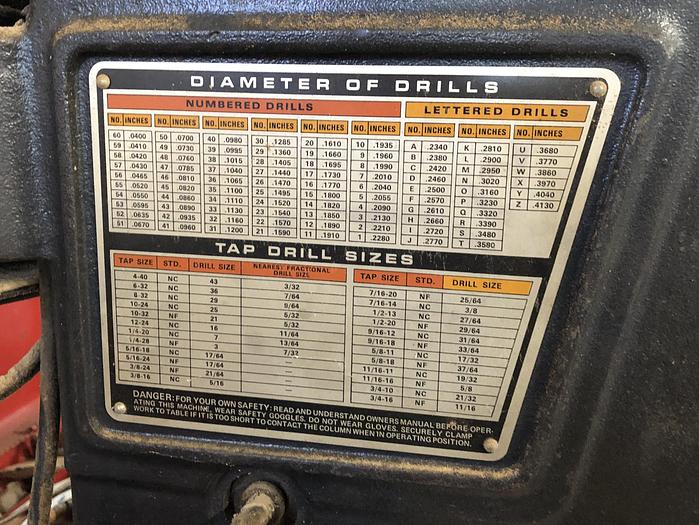 DIAMETER OF DRILLS
NUMBERED DRILLS LETTERED DRILLS
NO. INCHES NO. INCHES NO. INCHES NO. INCHES NO. INCHES NO. INCHES NO. INCHES NO. INCHES NO. INCHES
60 .0400 50 .0700 40 .0980 30 .1285 20 .1610 10 .1935 A .2340 K .2810 U .3680
59 .0410 49 .0730 39 .0995 29 .1360 19 .1660 9 .1960 B .2380 L .2900 V .3770
58 .0420 48 .0760 38 .1015 28 .1405 18 .1695 8 .1990 C .2420 M .2950 W .3860
57 .0430 47 .0785 37 .1040 27 .1440 17 .1730 7 .2010 D .2460 N .3020 X .3970
56 .0465 46 .0810 36 .1065 26 .1470 16 .1770 6 .2040 E .2500 O .3160 Y .4040
55 .0520 45 .0820 35 .1100 25 .1495 15 .1800 5 .2055 F .2570 P .3230 Z .4130
54 .0550 44 .0860 34 .1110 24 .1520 14 .1820 4 .2090 G .2610 Q .3320
53 .0595 43 .0890 33 .1130 23 .1540 13 .1850 3 .2130 H .2660 R .3390
52 .0635 42 .0935 32 .1160 22 .1570 12 .1890 2 .2210 I .2720 S .3480
51 .0670 41 .0960 31 .1200 21 .1590 11 .1910 1 .2280 J .2770 T .3580
TAP DRILL SIZES
TAP SIZE STD. DRILL SIZE NEAREST FRACTIONAL DRILL SIZE TAP SIZE STD. DRILL SIZE
4-40 NC 43 3/32 7/16-20 NF 25/64
6-32 NC 36 7/64 7/16-14 NC 3/8
8-32 NC 29 9/64 1/2-13 NC 27/64
10-24 NC 25 5/32 1/2-20 NF 29/64
10-32 NF 21 5/32 9/16-12 NC 31/64
12-24 NC 16 11/64 9/16-18 NF 33/64
1/4-20 NC 7 13/64 5/8-11 NC 17/32
1/4-28 NF 3 7/32 5/8-18 NF 37/64
5/16-18 NC 17/64 — 11/16-11 NC 19/32
5/16-24 NF 17/64 — 11/16-16 NF 5/8
3/8-24 NF 21/64 — 3/4-10 NC 21/32
3/8-16 NC 5/16 — 3/4-16 NF 11/16
DANGER: FOR YOUR OWN SAFETY: READ AND UNDERSTAND OWNERS MANUAL BEFORE OPER-
ATING THIS MACHINE. WEAR SAFETY GOGGLES. DO NOT WEAR GLOVES. SECURELY CLAMP
WORK TO TABLE IF IT IS TOO SHORT TO CONTACT THE COLUMN WHEN IN OPERATING POSITION.